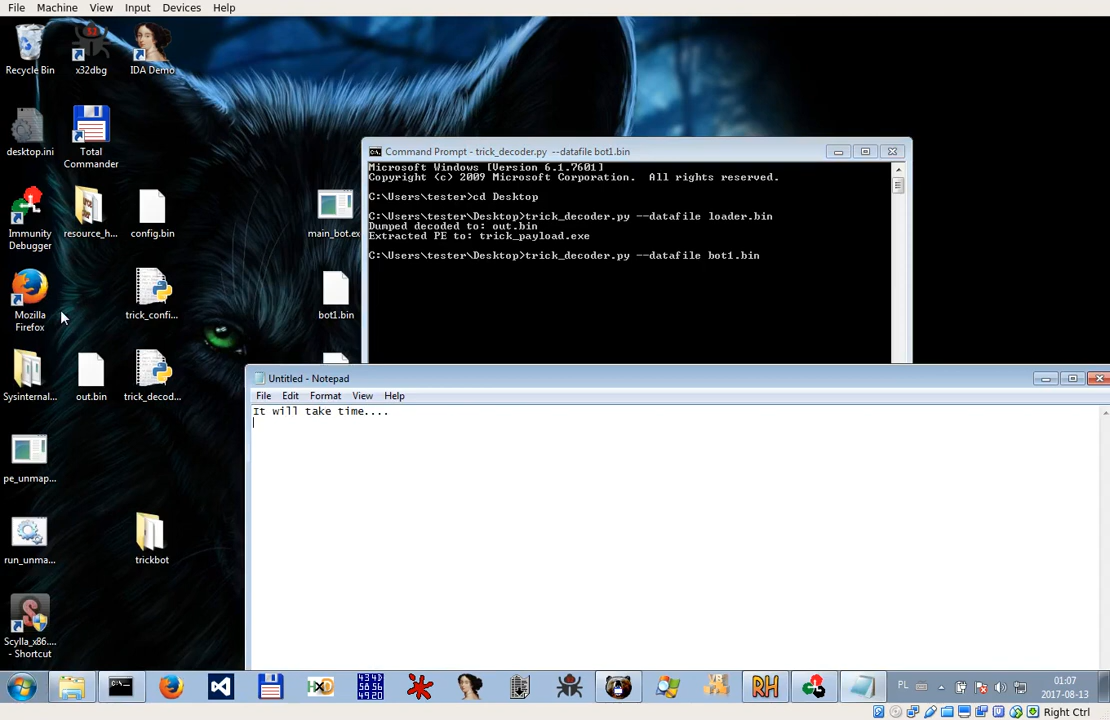 File Machine View Input Devices Help
Recycle Bin
x32dbg
IDA Demo
desktop.ini
Total Commander
Immunity Debugger
resource_h...
config.bin
main_bot.ex
Mozilla Firefox
trick_confi...
bot1.bin
Sysinternal...
out.bin
trick_decod...
pe_unmap...
run_unma...
trickbot
Scylla_x86....
- Shortcut
Command Prompt - trick_decoder.py --datafile bot1.bin
Microsoft Windows [Version 6.1.7601]
Copyright (c) 2009 Microsoft Corporation. All rights reserved.
C:\Users\tester>cd Desktop
C:\Users\tester\Desktop>trick_decoder.py --datafile loader.bin
Dumped decoded to: out.bin
Extracted PE to: trick_payload.exe
C:\Users\tester\Desktop>trick_decoder.py --datafile bot1.bin
Untitled - Notepad
File Edit Format View Help
It will take time....
PL
01:07
2017-08-13
Right Ctrl